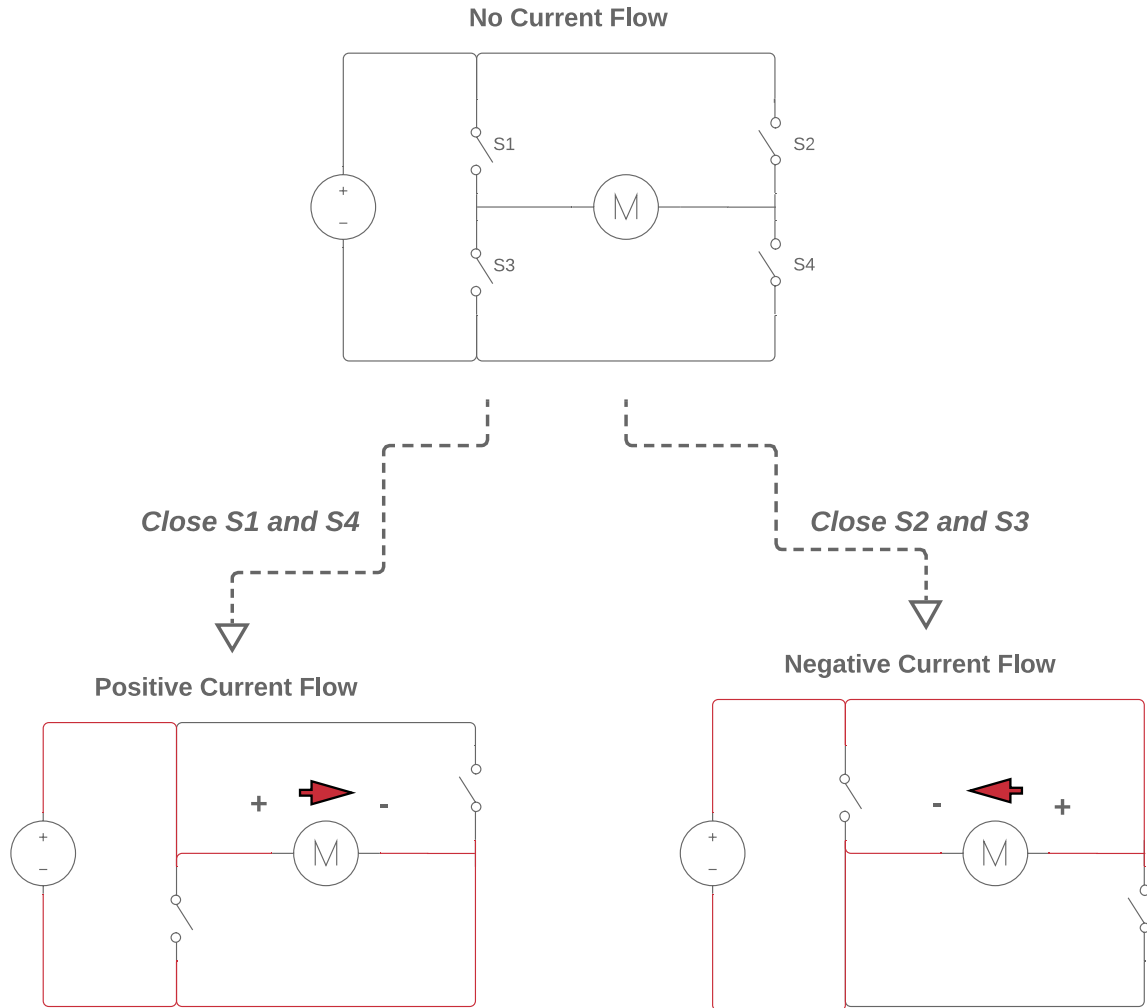 No Current Flow
S1
S2
+
-
M
S3
S4
Close S1 and S4
Close S2 and S3
Negative Current Flow
Positive Current Flow
+
-
-
+
+
-
M
+
-
M